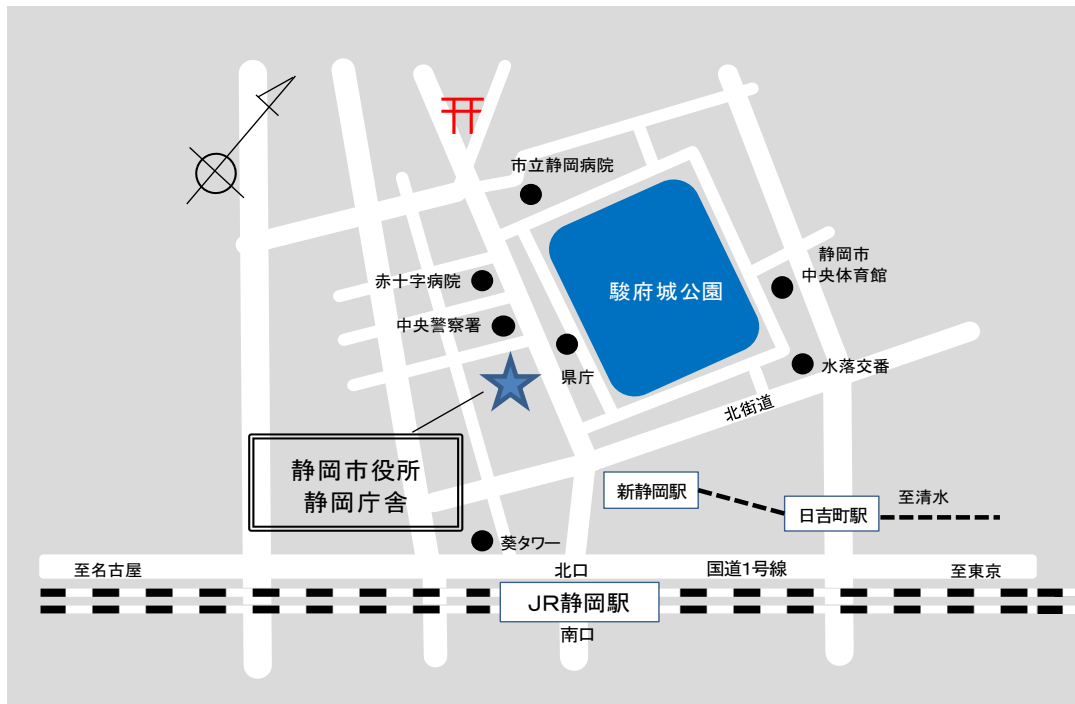 市立静岡病院
静岡市
中央体育館
赤十字病院
駿府城公園
中央警察署
県庁
水落交番
北街道
静岡市役所
静岡庁舎
新静岡駅
至清水
日吉町駅
葵タワー
至名古屋
北口
国道1号線
至東京
JR静岡駅
南口